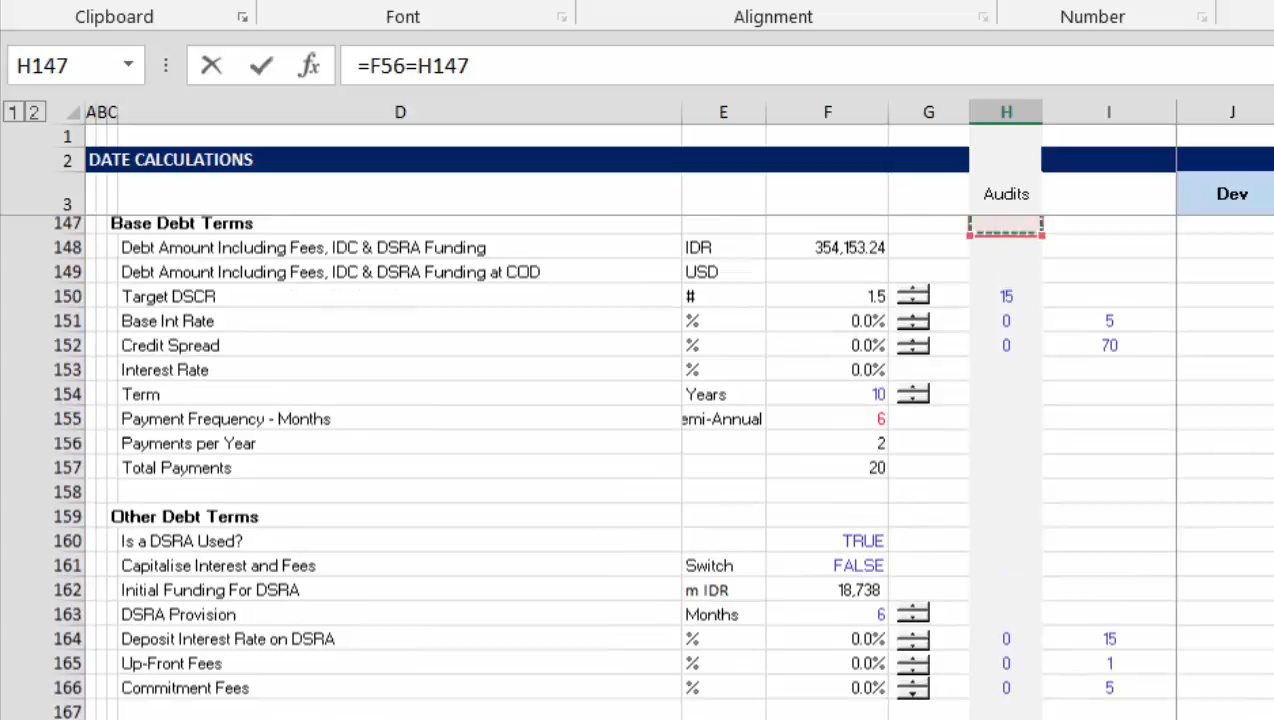 Clipboard Font Alignment Number
H147 fx =F56=H147
1 2 ABC D E F G H I J
1
2 DATE CALCULATIONS
3 Audits Dev
147 Base Debt Terms
148 Debt Amount Including Fees, IDC & DSRA Funding IDR 354,153.24
149 Debt Amount Including Fees, IDC & DSRA Funding at COD USD
150 Target DSCR # 1.5 15
151 Base Int Rate % 0.0% 0 5
152 Credit Spread % 0.0% 0 70
153 Interest Rate % 0.0%
154 Term Years 10
155 Payment Frequency - Months emi-Annual 6
156 Payments per Year 2
157 Total Payments 20
158
159 Other Debt Terms
160 Is a DSRA Used? TRUE
161 Capitalise Interest and Fees Switch FALSE
162 Initial Funding For DSRA m IDR 18,738
163 DSRA Provision Months 6
164 Deposit Interest Rate on DSRA % 0.0% 0 15
165 Up-Front Fees % 0.0% 0 1
166 Commitment Fees % 0.0% 0 5
167